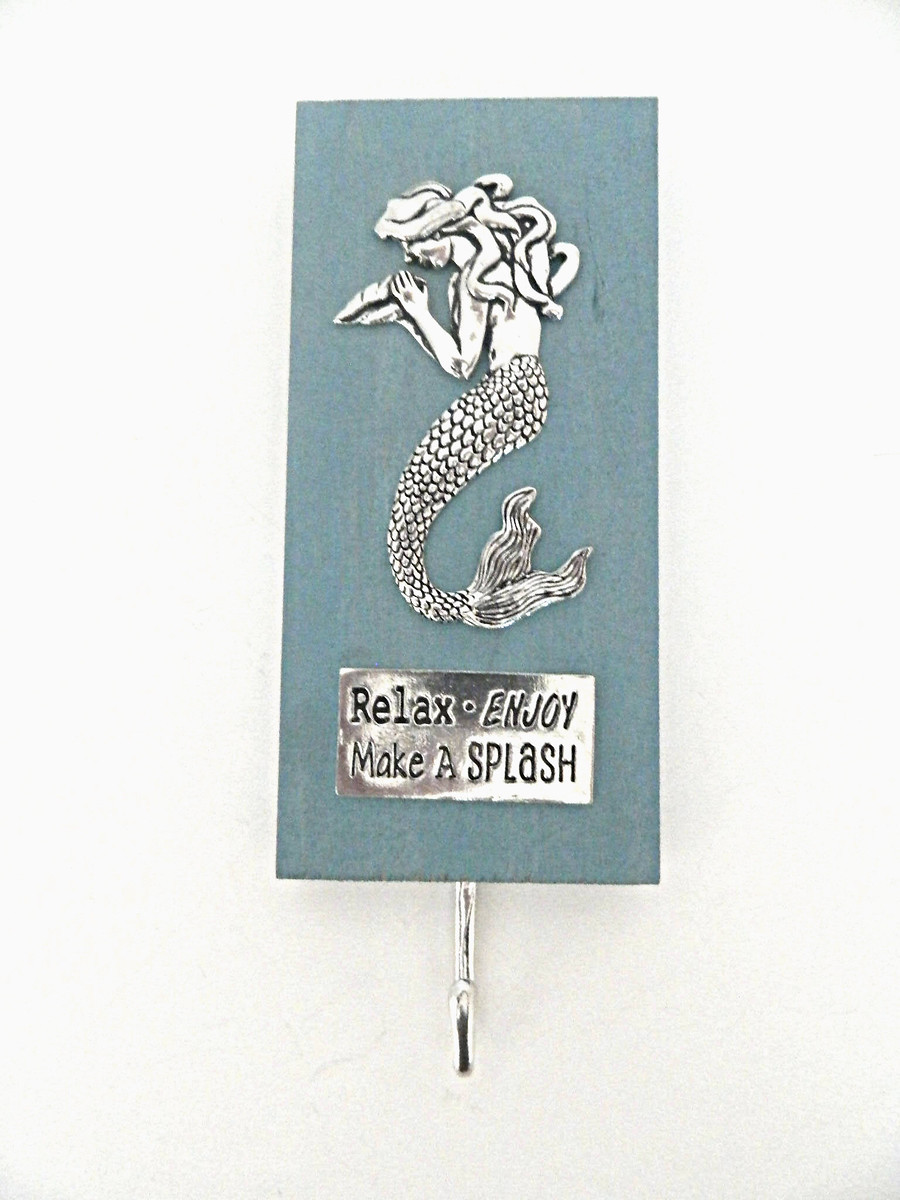 Relax • ENJOY
Make A SPLaSH